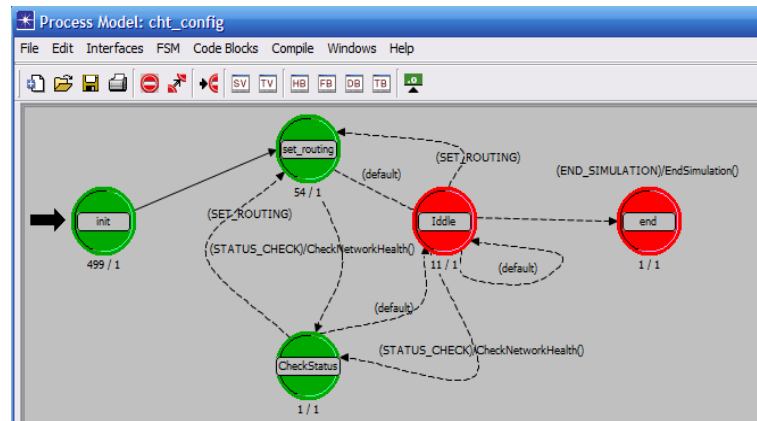 Process Model: cht_config
File Edit Interfaces FSM Code Blocks Compile Windows Help
SV TV HB FB DB TB
set_routing
54 / 1
(SET_ROUTING)
(default)
(END_SIMULATION)/EndSimulation()
init
499 / 1
(SET_ROUTING)
Iddle
11 / 1
end
1 / 1
(STATUS_CHECK)/CheckNetworkHealth()
(default)
(default)
(STATUS_CHECK)/CheckNetworkHealth()
CheckStatus
1 / 1